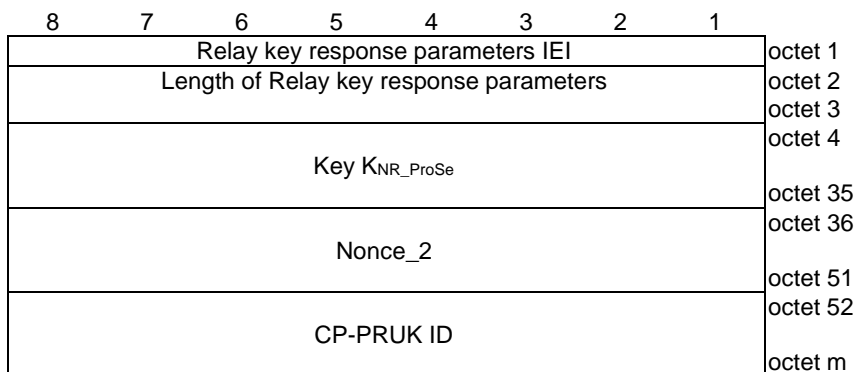 8 7 6 5 4 3 2 1
Relay key response parameters IEI octet 1
Length of Relay key response parameters octet 2
octet 3
octet 4
Key KNR_ProSe
octet 35
octet 36
Nonce_2
octet 51
octet 52
CP-PRUK ID
octet m